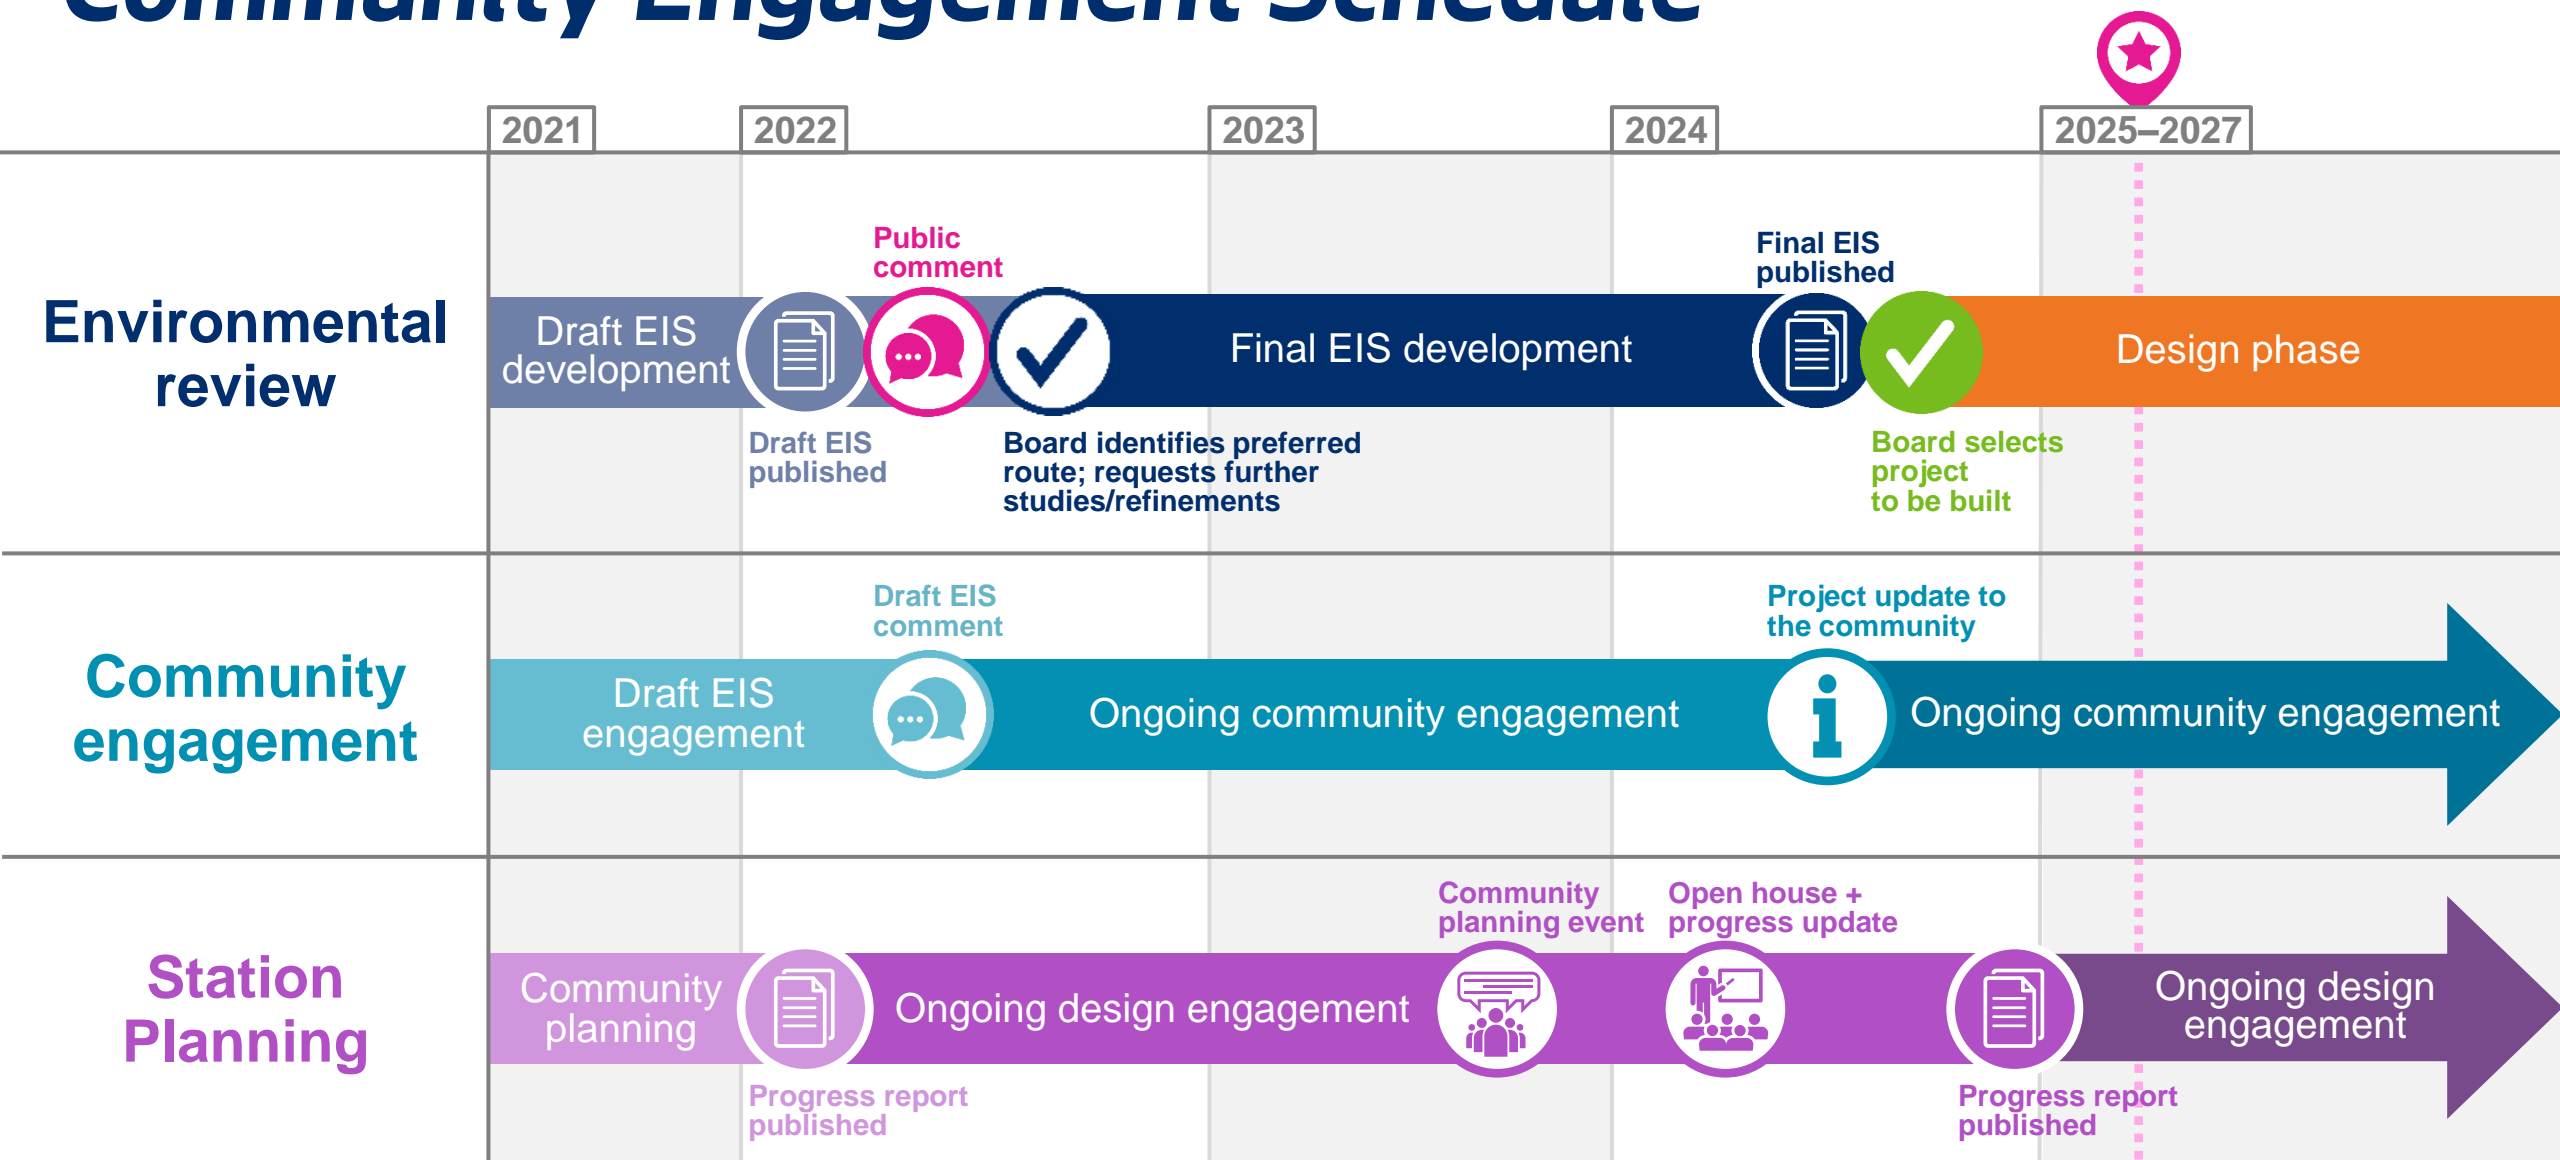 Community Engagement Schedule
2021
2022
2023
2024
2025–2027
Environmental
review
Draft EIS
development
Draft EIS
published
Public
comment
Board identifies preferred
route; requests further
studies/refinements
Final EIS development
Final EIS
published
Board selects
project
to be built
Design phase
Community
engagement
Draft EIS
engagement
Draft EIS
comment
Ongoing community engagement
Project update to
the community
Ongoing community engagement
Station
Planning
Community
planning
Progress report
published
Ongoing design engagement
Community
planning event
Open house +
progress update
Progress report
published
Ongoing design
engagement